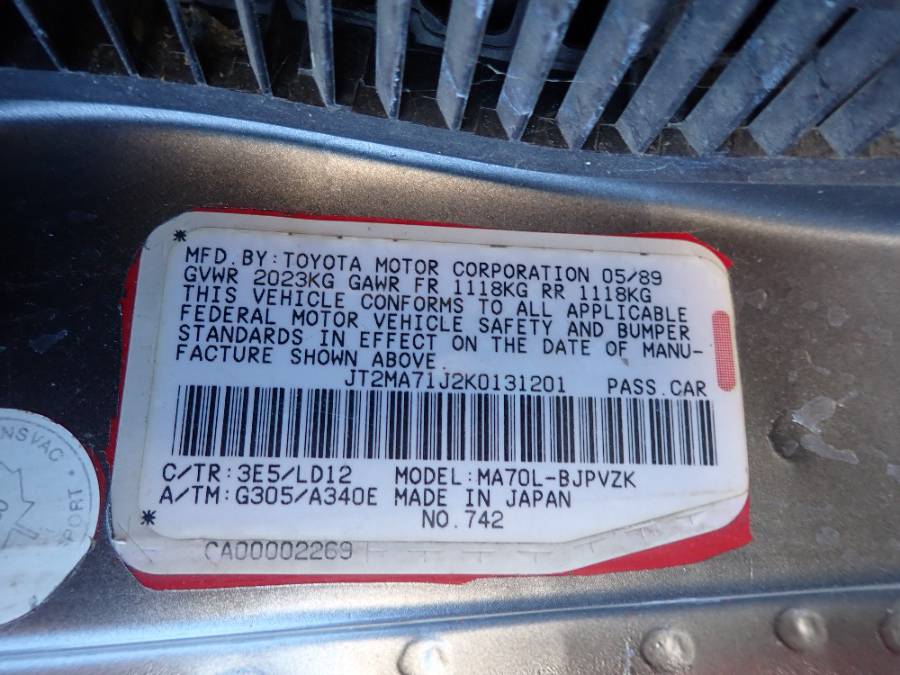 MFD.BY:TOYOTA MOTOR CORPORATION 05/89
GVWR 2023KG GAWR FR 1118KG RR 1118KG
THIS VEHICLE CONFORMS TO ALL APPLICABLE
FEDERAL MOTOR VEHICLE SAFETY AND BUMPER
STANDARDS IN EFFECT ON THE DATE OF MANU-
FACTURE SHOWN ABOVE.
JT2MA71J2K0131201 PASS.CAR
C/TR:3E5/LD12 MODEL:MA70L-BJPVZK
A/TM:G305/A340E MADE IN JAPAN
NO.742
CA00002269